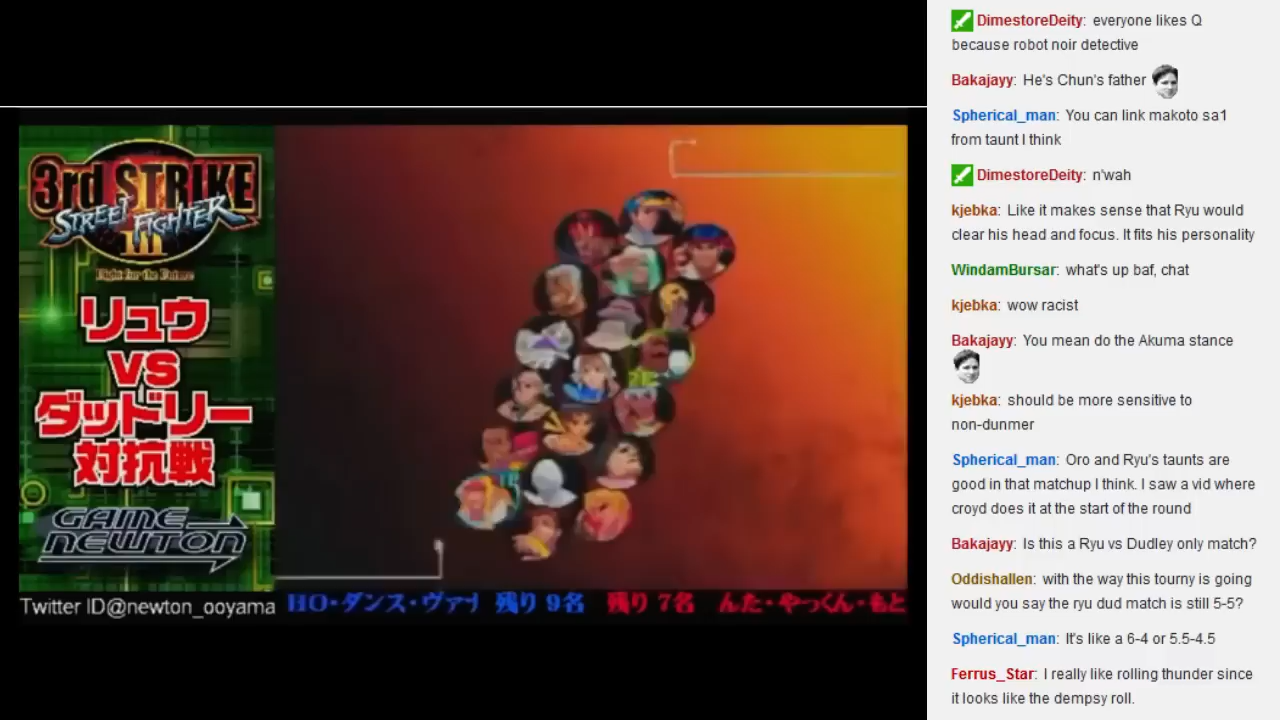 3rd STRIKE
STREET FIGHTER
III
Fight for the Future
リュウ
vs
ダッドリー
対抗戦
GAME
NEWTON
Twitter ID@newton_ooyama
HO・ダンス・ヴァナ 残り 9名 残り 7名 んた・やっくん・もと
DimestoreDeity: everyone likes Q
because robot noir detective
Bakajayy: He's Chun's father
Spherical_man: You can link makoto sa1
from taunt I think
DimestoreDeity: n'wah
kjebka: Like it makes sense that Ryu would
clear his head and focus. It fits his personality
WindamBursar: what's up baf, chat
kjebka: wow racist
Bakajayy: You mean do the Akuma stance
kjebka: should be more sensitive to
non-dunmer
Spherical_man: Oro and Ryu's taunts are
good in that matchup I think. I saw a vid where
croyd does it at the start of the round
Bakajayy: Is this a Ryu vs Dudley only match?
Oddishallen: with the way this tourny is going
would you say the ryu dud match is still 5-5?
Spherical_man: It's like a 6-4 or 5.5-4.5
Ferrus_Star: I really like rolling thunder since
it looks like the dempsy roll.